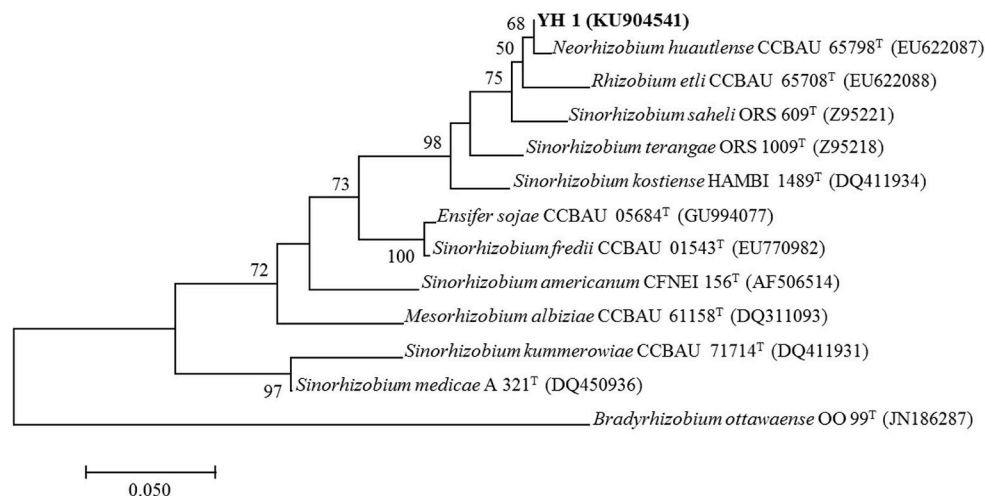 68 YH 1 (KU904541)
50 Neorhizobium huautlense CCBAU 65798T (EU622087)
75 Rhizobium etli CCBAU 65708T (EU622088)
Sinorhizobium saheli ORS 609T (Z95221)
98 Sinorhizobium terangae ORS 1009T (Z95218)
73 Sinorhizobium kostiense HAMBI 1489T (DQ411934)
Ensifer sojae CCBAU 05684T (GU994077)
100 Sinorhizobium fredii CCBAU 01543T (EU770982)
72 Sinorhizobium americanum CFNEI 156T (AF506514)
Mesorhizobium albiziae CCBAU 61158T (DQ311093)
Sinorhizobium kummerowiae CCBAU 71714T (DQ411931)
97 Sinorhizobium medicae A 321T (DQ450936)
Bradyrhizobium ottawaense OO 99T (JN186287)
0.050